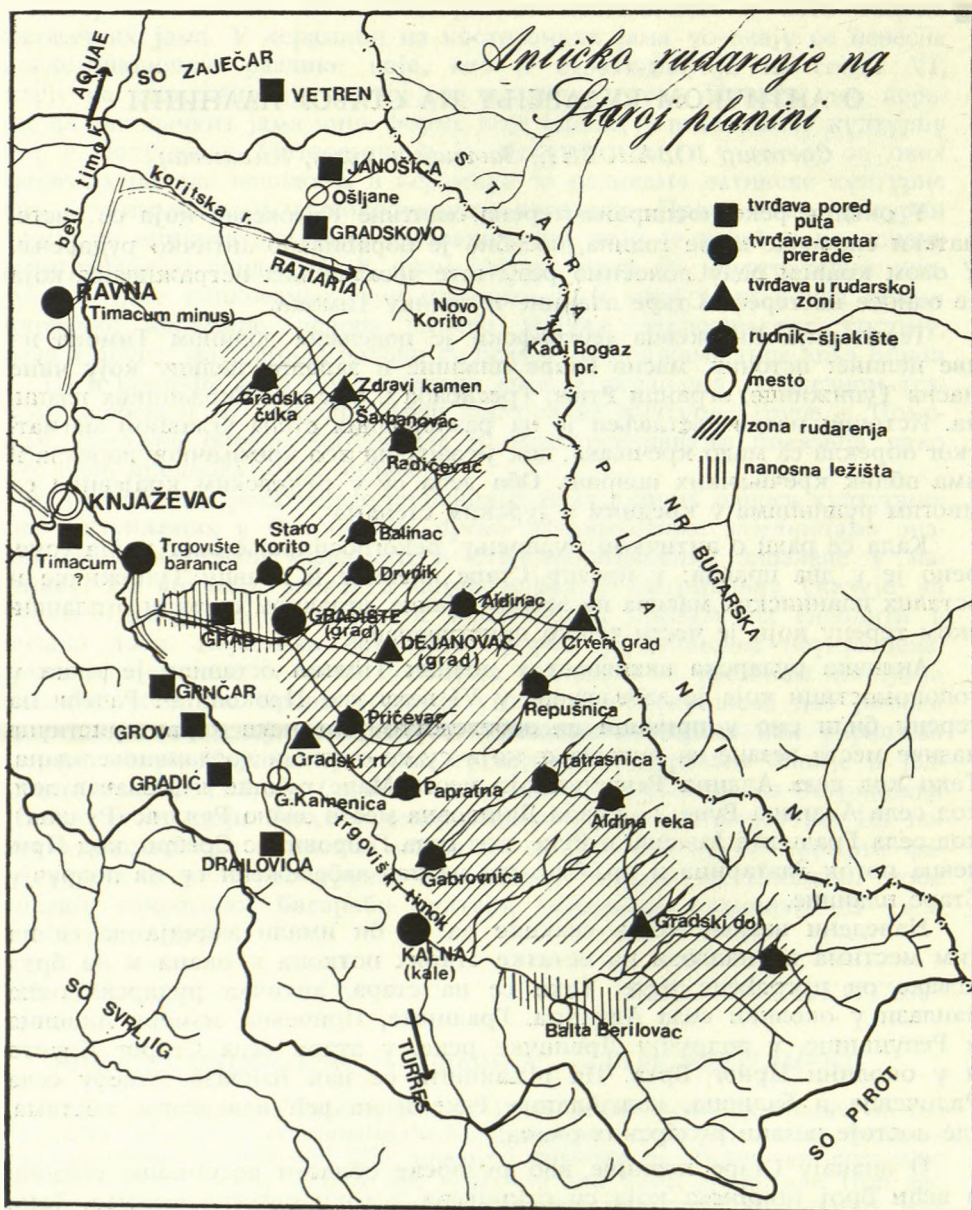 Antičko rudarenje na
Staroj planini
AQUAE
SO ZAJEČAR
VETREN
beli timok
koritska r.
JANOŠICA
Ošljane
GRADSKOVO
RATIARIA
STARA PLANINA
RAVNA
(Timacum minus)
Novo
Korito
Kadi Bogaz
pr.
tvrđava pored
puta
tvrđava-centar
prerade
tvrđava u rudarskoj
zoni
rudnik-šljakište
mesto
zona rudarenja
nanosna ležišta
Gradska
čuka
Zdravi kamen
Šarbanovac
Radičevac
KNJAŽEVAC
Timacum
?
Trgovište
baranica
Staro
Korito
Balinac
Drvdik
NR BUGARSKA
GRAD
GRADIŠTE
(grad)
Aldinac
DEJANOVAC
(grad)
Crveni grad
GRNČAR
GROV
Pričevac
Repušnica
Gradski rt
GRADIĆ
G.Kamenica
Papratna
Tatrašnica
Aldina reka
DRAJLOVICA
trgoviški timok
Gabrovnica
KALNA
(kale)
Gradski dol
Balta Berilovac
TURRES
SO SVRLJIG
SO PIROT